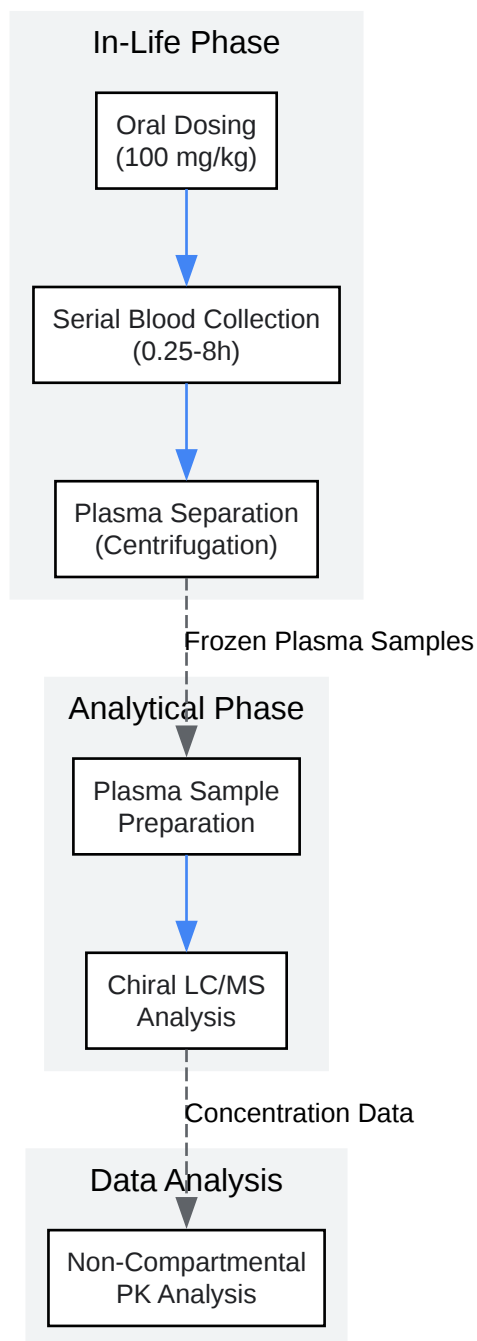 In-Life Phase
Oral Dosing
(100 mg/kg)
Serial Blood Collection
(0.25-8h)
Plasma Separation
(Centrifugation)
Frozen Plasma Samples
Analytical Phase
Plasma Sample
Preparation
Chiral LC/MS
Analysis
Concentration Data
Data Analysis
Non-Compartmental
PK Analysis